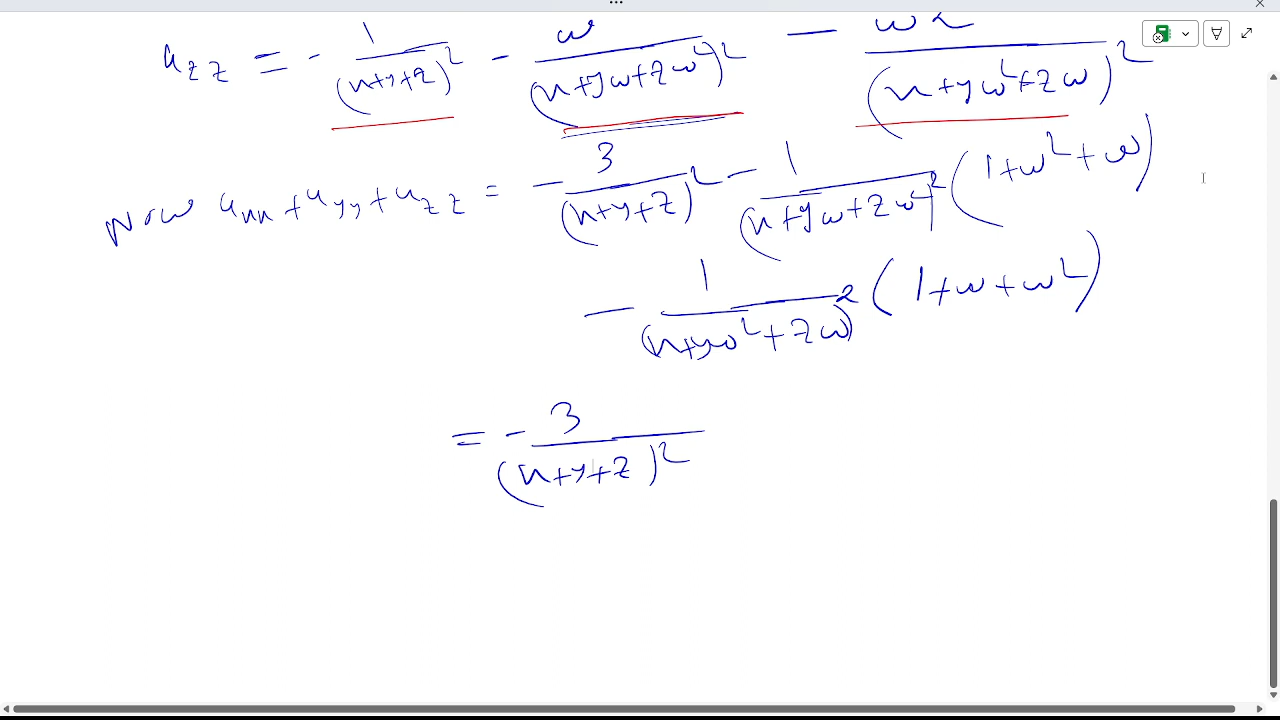 u_zz = - 1/(x+y+z)^2 - ω/(x+yω+zω^2)^2 - ω^2/(x+yω^2+zω)^2
Now u_xx + u_yy + u_zz = - 3/(x+y+z)^2 - 1/(x+yω+zω^2)^2 (1+ω^2+ω)
- 1/(x+yω^2+zω)^2 (1+ω+ω^2)
= - 3/(x+y+z)^2